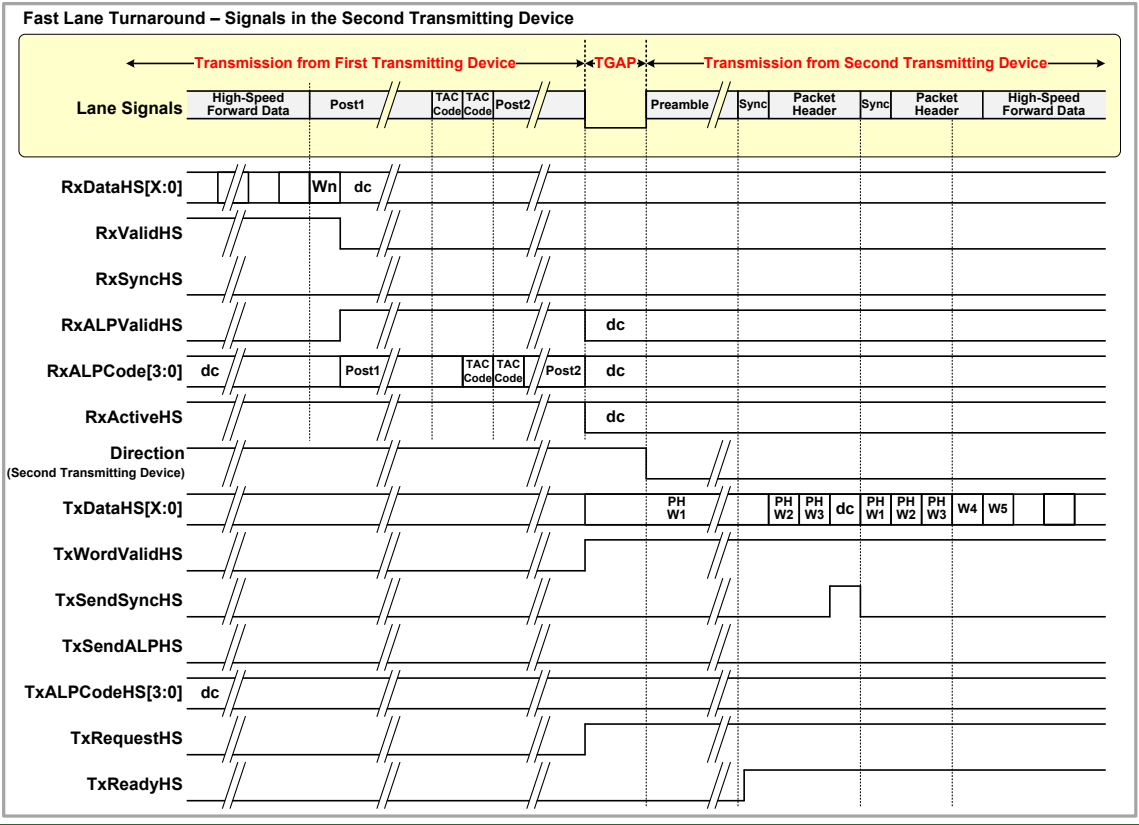 Fast Lane Turnaround – Signals in the Second Transmitting Device
Transmission from First Transmitting Device TGAP Transmission from Second Transmitting Device
Lane Signals High-Speed Forward Data Post1 TAC Code TAC Code Post2 Preamble Sync Packet Header Sync Packet Header High-Speed Forward Data
RxDataHS[X:0] Wn dc
RxValidHS
RxSyncHS
RxALPValidHS dc
RxALPCode[3:0] dc Post1 TAC Code TAC Code Post2 dc
RxActiveHS dc
Direction
(Second Transmitting Device)
TxDataHS[X:0] PH W1 PH W2 PH W3 dc PH W1 PH W2 PH W3 W4 W5
TxWordValidHS
TxSendSyncHS
TxSendALPHS
TxALPCodeHS[3:0] dc
TxRequestHS
TxReadyHS